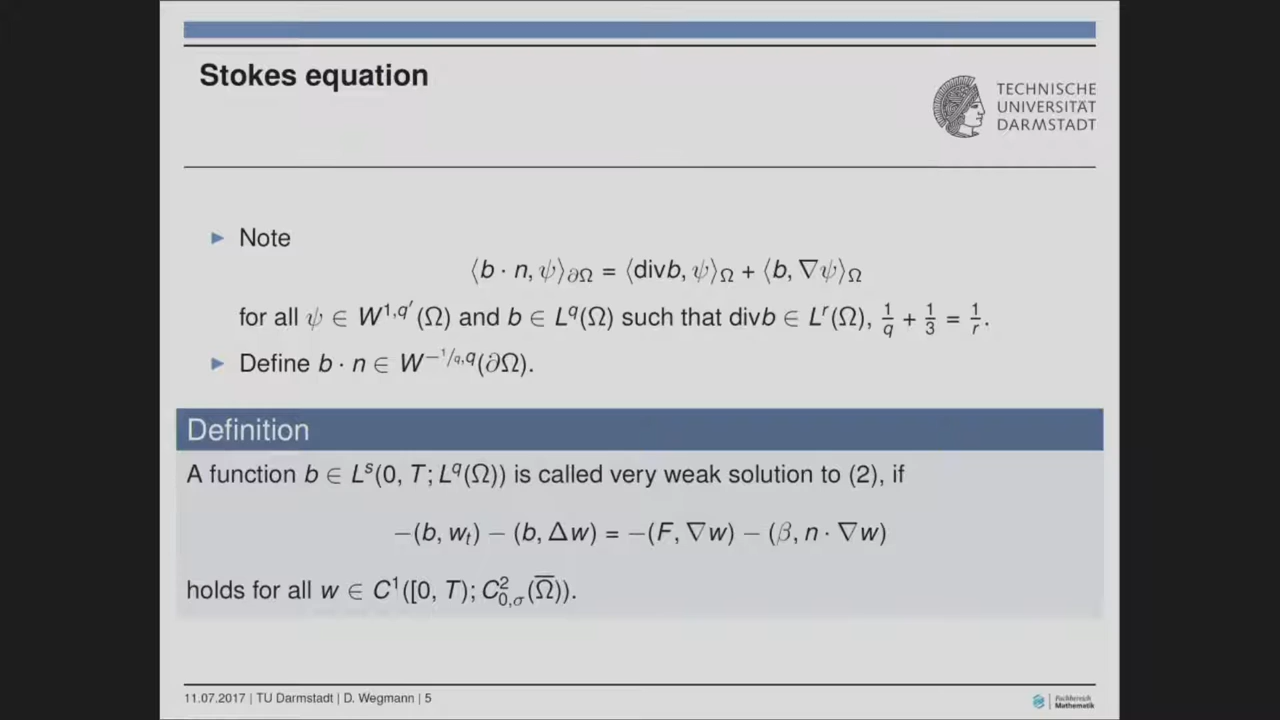 Stokes equation
TECHNISCHE
UNIVERSITÄT
DARMSTADT
▶ Note
⟨b · n, ψ⟩∂Ω = ⟨divb, ψ⟩Ω + ⟨b, ∇ψ⟩Ω
for all ψ ∈ W^{1,q′}(Ω) and b ∈ L^q(Ω) such that divb ∈ L^r(Ω), 1/q + 1/3 = 1/r.
▶ Define b · n ∈ W^{−1/q,q}(∂Ω).
Definition
A function b ∈ L^s(0, T; L^q(Ω)) is called very weak solution to (2), if
−(b, w_t) − (b, Δw) = −(F, ∇w) − (β, n · ∇w)
holds for all w ∈ C^1([0, T); C^2_{0,σ}(Ω̅)).
11.07.2017 | TU Darmstadt | D. Wegmann | 5
Fachbereich
Mathematik